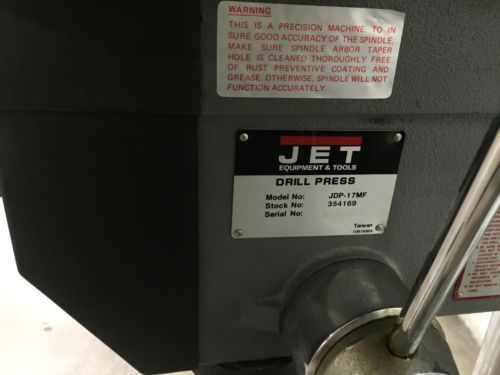 WARNING
THIS IS A PRECISION MACHINE. TO IN
SURE GOOD ACCURACY OF THE SPINDLE,
MAKE SURE SPINDLE ARBOR TAPER
HOLE IS CLEANED THOROUGHLY FREE
OF RUST PREVENTIVE COATING AND
GREASE. OTHERWISE, SPINDLE WILL NOT
FUNCTION ACCURATELY.
JET
EQUIPMENT & TOOLS
DRILL PRESS
Model No: JDP-17MF
Stock No: 354169
Serial No:
Taiwan